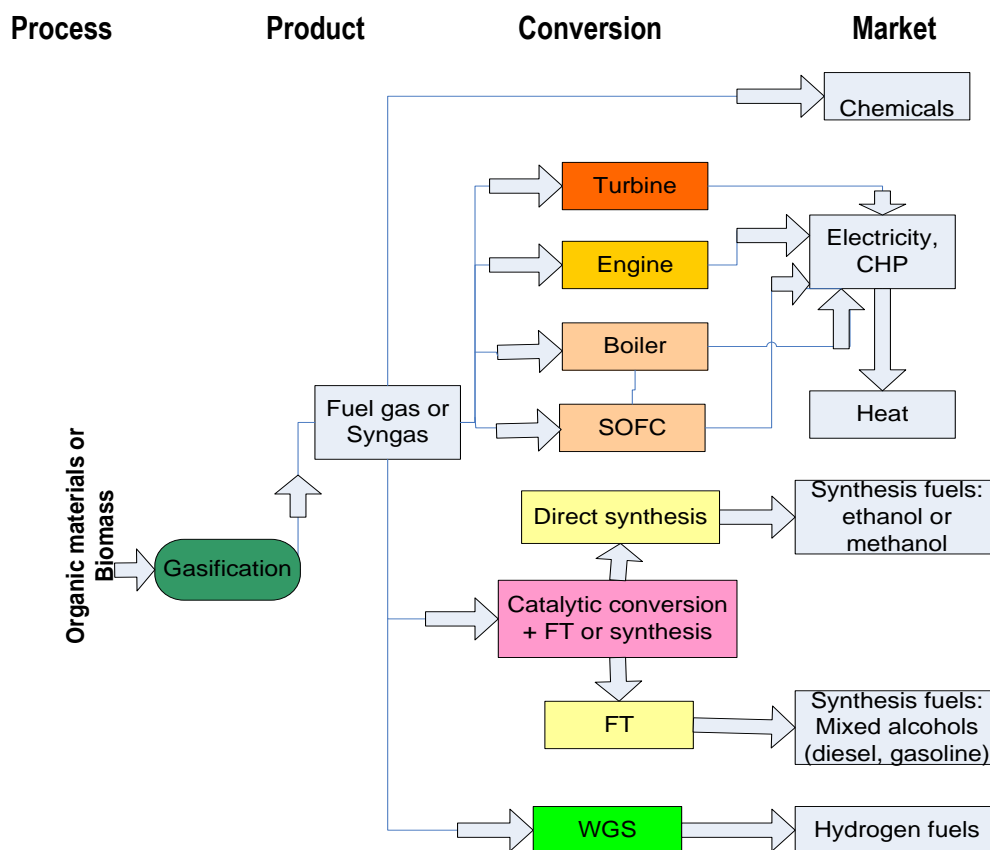 Process
Product
Conversion
Market
Chemicals
Turbine
Engine
Electricity,
CHP
Boiler
Fuel gas or
Syngas
SOFC
Heat
Organic materials or
Biomass
Gasification
Direct synthesis
Synthesis fuels:
ethanol or
methanol
Catalytic conversion
+ FT or synthesis
FT
Synthesis fuels:
Mixed alcohols
(diesel, gasoline)
WGS
Hydrogen fuels